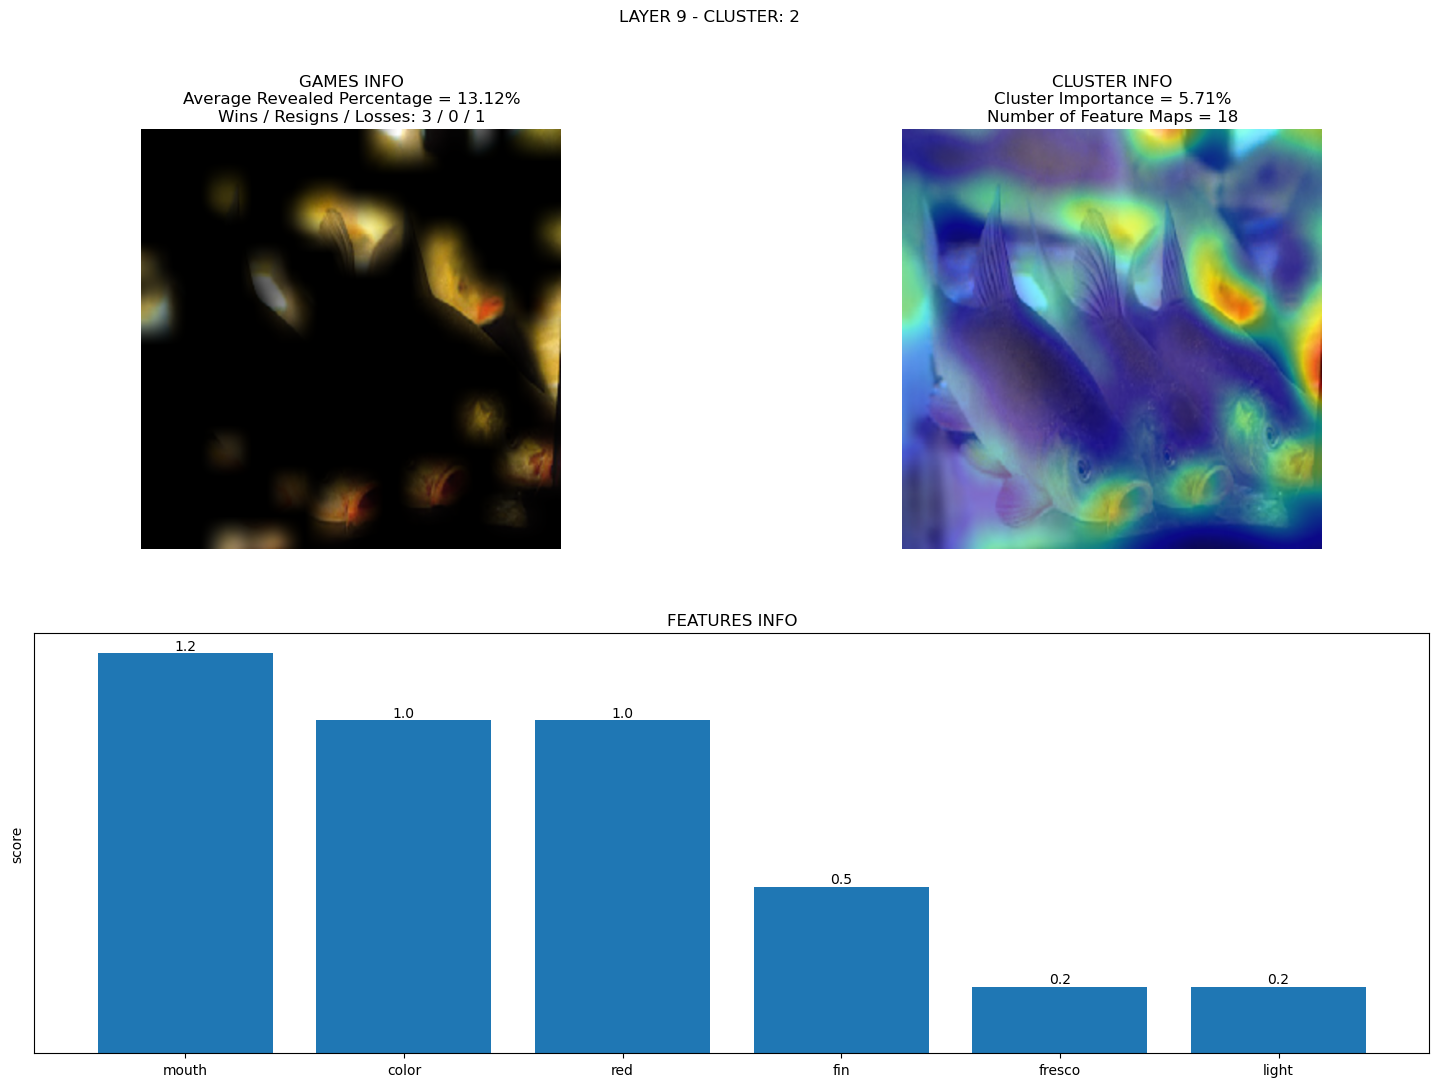 LAYER 9 - CLUSTER: 2
GAMES INFO
Average Revealed Percentage = 13.12%
Wins / Resigns / Losses: 3 / 0 / 1
CLUSTER INFO
Cluster Importance = 5.71%
Number of Feature Maps = 18
FEATURES INFO
score
1.2
1.0
1.0
0.5
0.2
0.2
mouth
color
red
fin
fresco
light